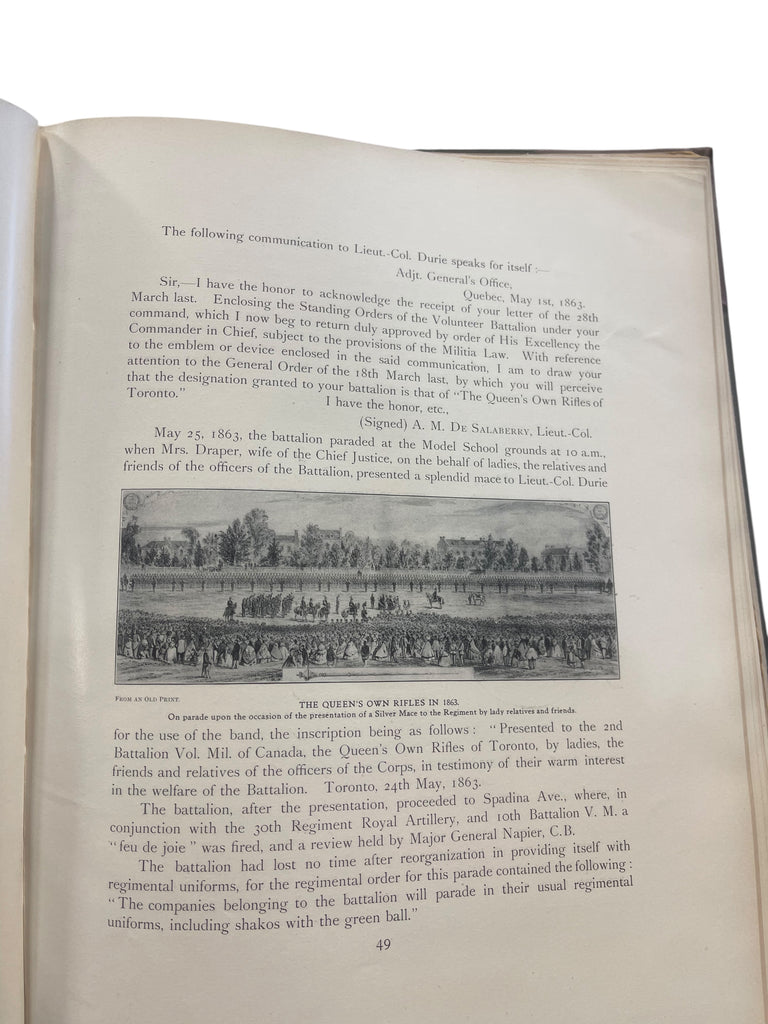 The following communication to Lieut.-Col. Durie speaks for itself :—
Adjt. General's Office,
Quebec, May 1st, 1863.
Sir,—I have the honor to acknowledge the receipt of your letter of the 28th
March last. Enclosing the Standing Orders of the Volunteer Battalion under your
command, which I now beg to return duly approved by order of His Excellency the
Commander in Chief, subject to the provisions of the Militia Law. With reference
to the emblem or device enclosed in the said communication, I am to draw your
attention to the General Order of the 18th March last, by which you will perceive
that the designation granted to your battalion is that of "The Queen's Own Rifles of
Toronto."
I have the honor, etc.,
(Signed) A. M. De Salaberry, Lieut.-Col.
May 25, 1863, the battalion paraded at the Model School grounds at 10 a.m.,
when Mrs. Draper, wife of the Chief Justice, on the behalf of ladies, the relatives and
friends of the officers of the Battalion, presented a splendid mace to Lieut.-Col. Durie
From an Old Print.
THE QUEEN'S OWN RIFLES IN 1863.
On parade upon the occasion of the presentation of a Silver Mace to the Regiment by lady relatives and friends.
for the use of the band, the inscription being as follows : "Presented to the 2nd
Battalion Vol. Mil. of Canada, the Queen's Own Rifles of Toronto, by ladies, the
friends and relatives of the officers of the Corps, in testimony of their warm interest
in the welfare of the Battalion. Toronto, 24th May, 1863.
The battalion, after the presentation, proceeded to Spadina Ave., where, in
conjunction with the 30th Regiment Royal Artillery, and 10th Battalion V. M. a
"feu de joie" was fired, and a review held by Major General Napier, C.B.
The battalion had lost no time after reorganization in providing itself with
regimental uniforms, for the regimental order for this parade contained the following :
"The companies belonging to the battalion will parade in their usual regimental
uniforms, including shakos with the green ball."
49